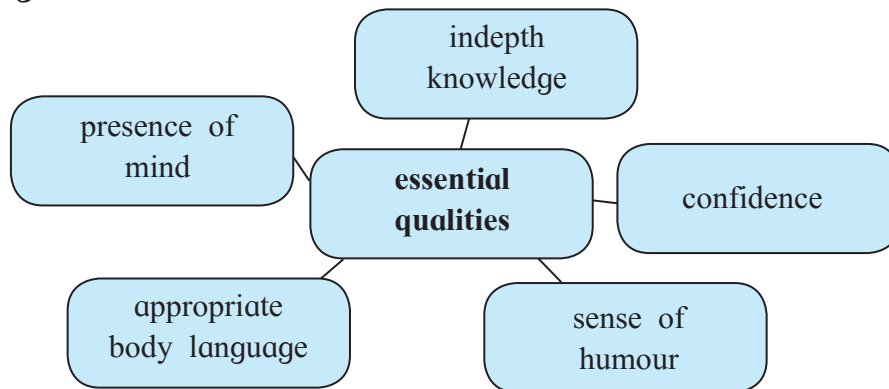 indepth
knowledge
presence of
mind
essential
qualities
confidence
appropriate
body language
sense of
humour